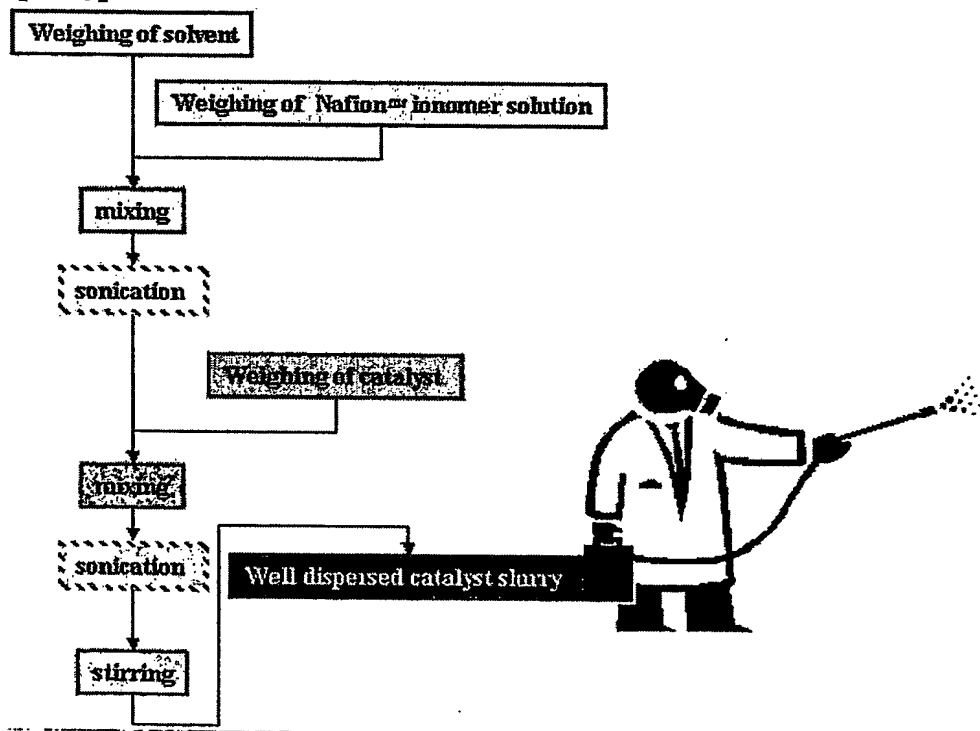 Weighing of solvent
Weighing of Nafion ionomer solution
mixing
sonication
Weighing of catalyst
mixing
sonication
Well dispersed catalyst slurry
stirring